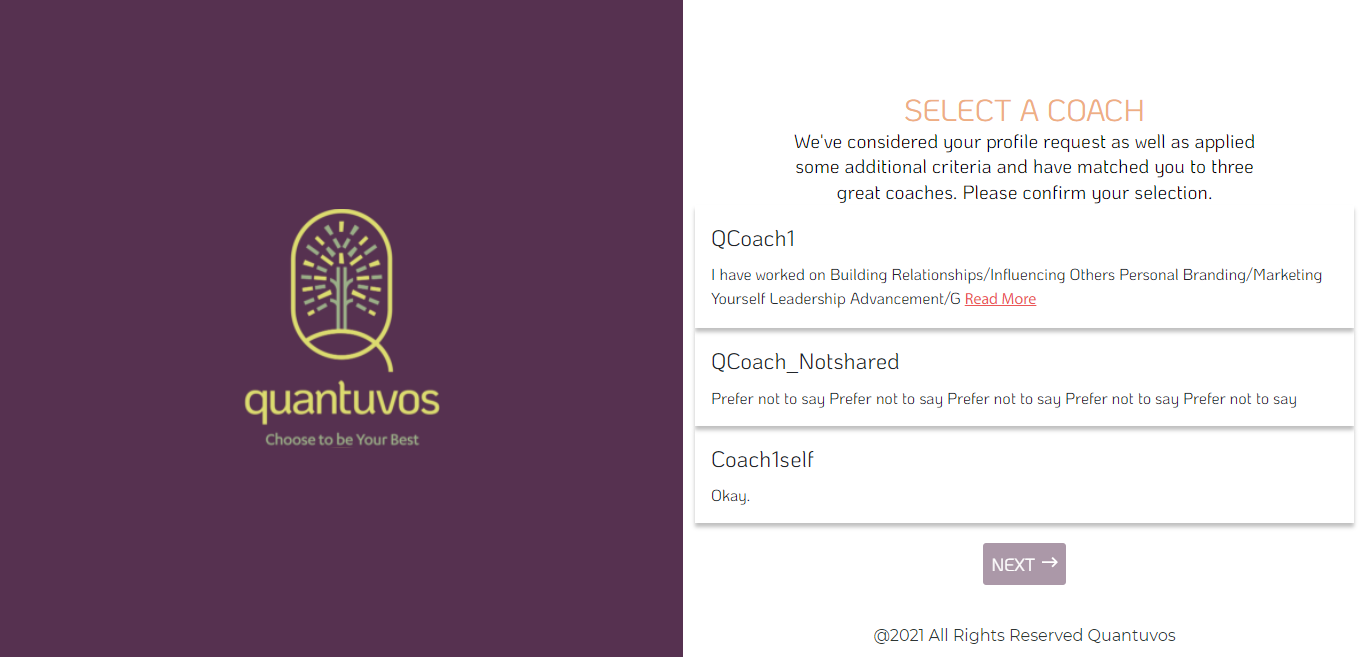 quantuvos
Choose to be Your Best
SELECT A COACH
We've considered your profile request as well as applied
some additional criteria and have matched you to three
great coaches. Please confirm your selection.
QCoach1
I have worked on Building Relationships/Influencing Others Personal Branding/Marketing
Yourself Leadership Advancement/G Read More
QCoach_Notshared
Prefer not to say Prefer not to say Prefer not to say Prefer not to say Prefer not to say
Coach1self
Okay.
NEXT →
@2021 All Rights Reserved Quantuvos